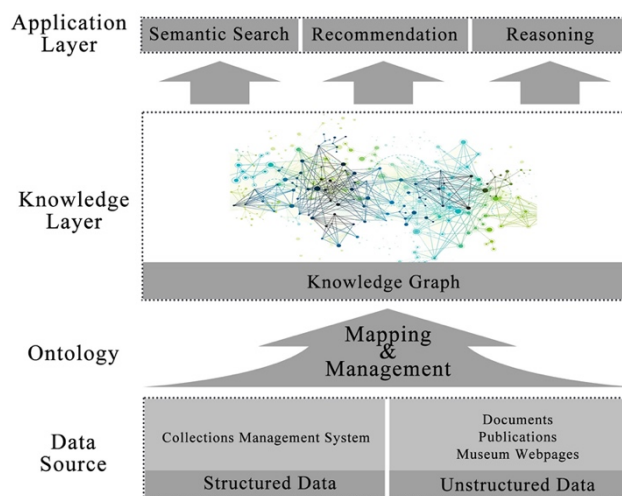 Application
Layer
Semantic Search
Recommendation
Reasoning
Knowledge
Layer
Knowledge Graph
Ontology
Mapping
&
Management
Data
Source
Collections Management System
Documents
Publications
Museum Webpages
Structured Data
Unstructured Data